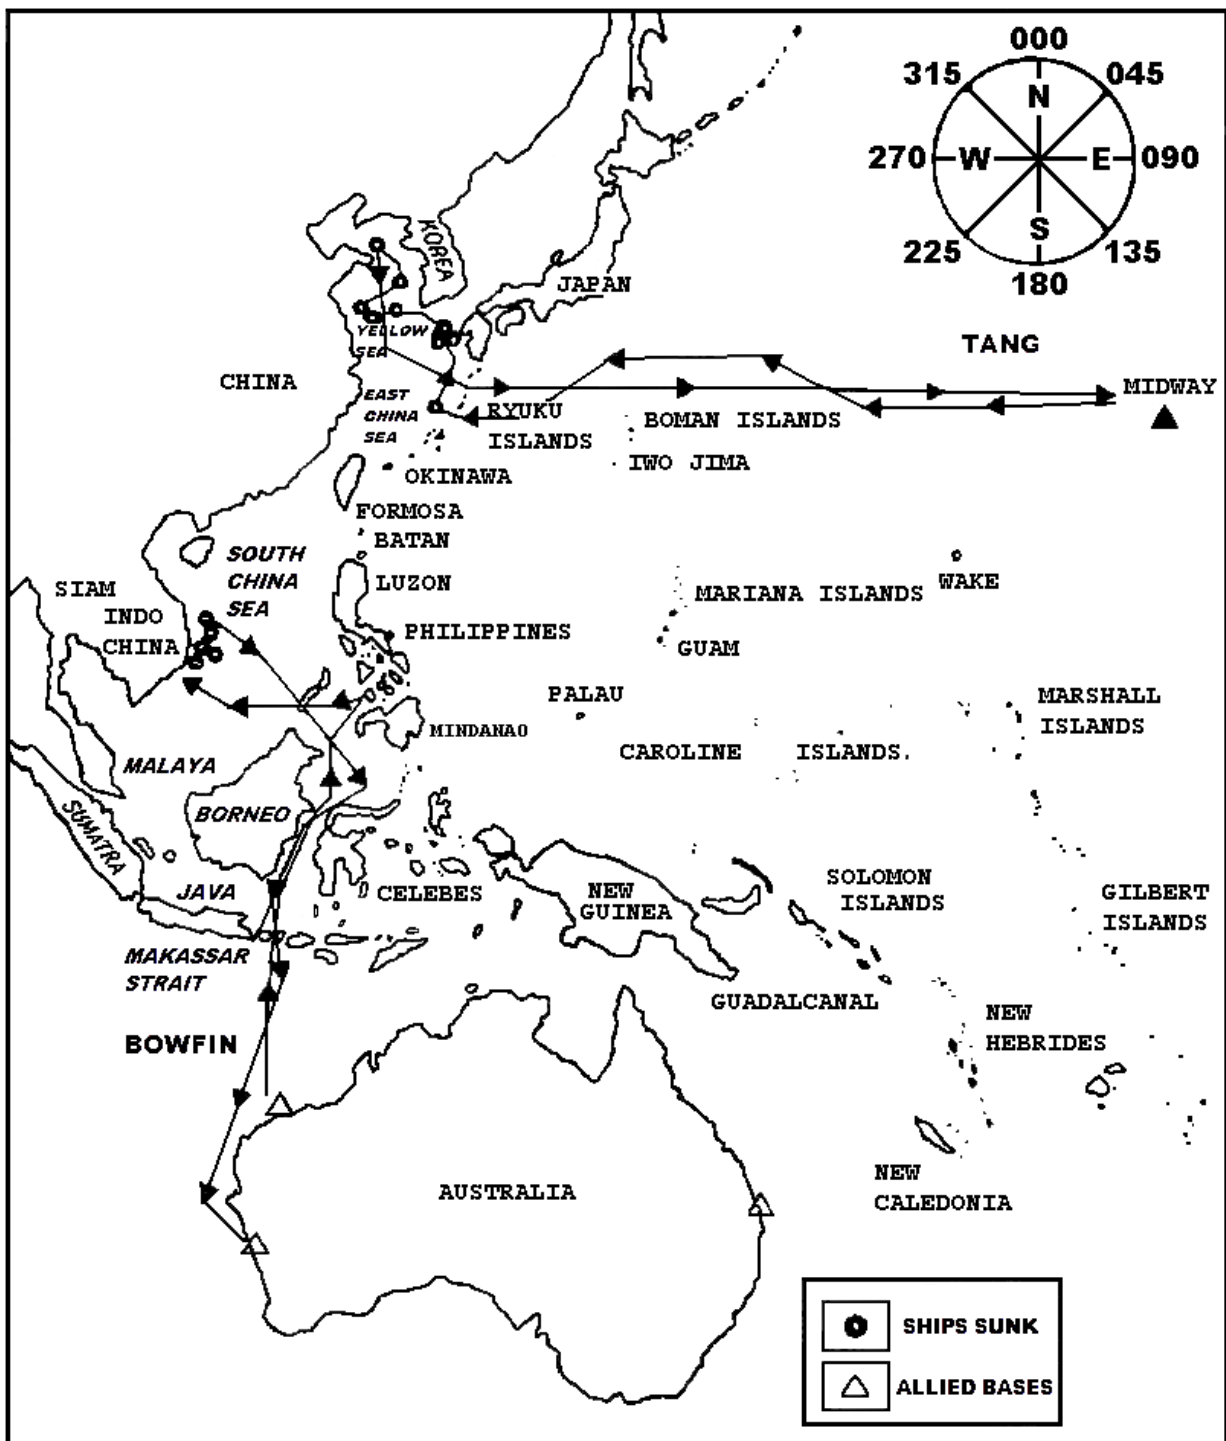 000
315
045
N
270
W
E
090
S
225
135
180
KOREA
JAPAN
TANG
YELLOW
SEA
CHINA
MIDWAY
EAST
CHINA
SEA
RYUKU
ISLANDS
BOMAN ISLANDS
IWO JIMA
OKINAWA
FORMOSA
BATAN
SOUTH
CHINA
SEA
LUZON
WAKE
SIAM
MARIANA ISLANDS
INDO
CHINA
PHILIPPINES
GUAM
PALAU
MARSHALL
ISLANDS
MINDANAO
CAROLINE ISLANDS
MALAYA
BORNEO
SUMATRA
JAVA
CELEBES
NEW
GUINEA
SOLOMON
ISLANDS
GILBERT
ISLANDS
MAKASSAR
STRAIT
GUADALCANAL
NEW
HEBRIDES
BOWFIN
AUSTRALIA
NEW
CALEDONIA
SHIPS SUNK
ALLIED BASES